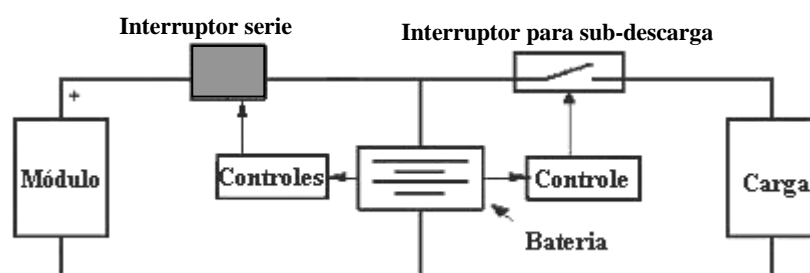 Interruptor serie
Interruptor para sub-descarga
+
Módulo
Controles
Controle
Carga
Bateria